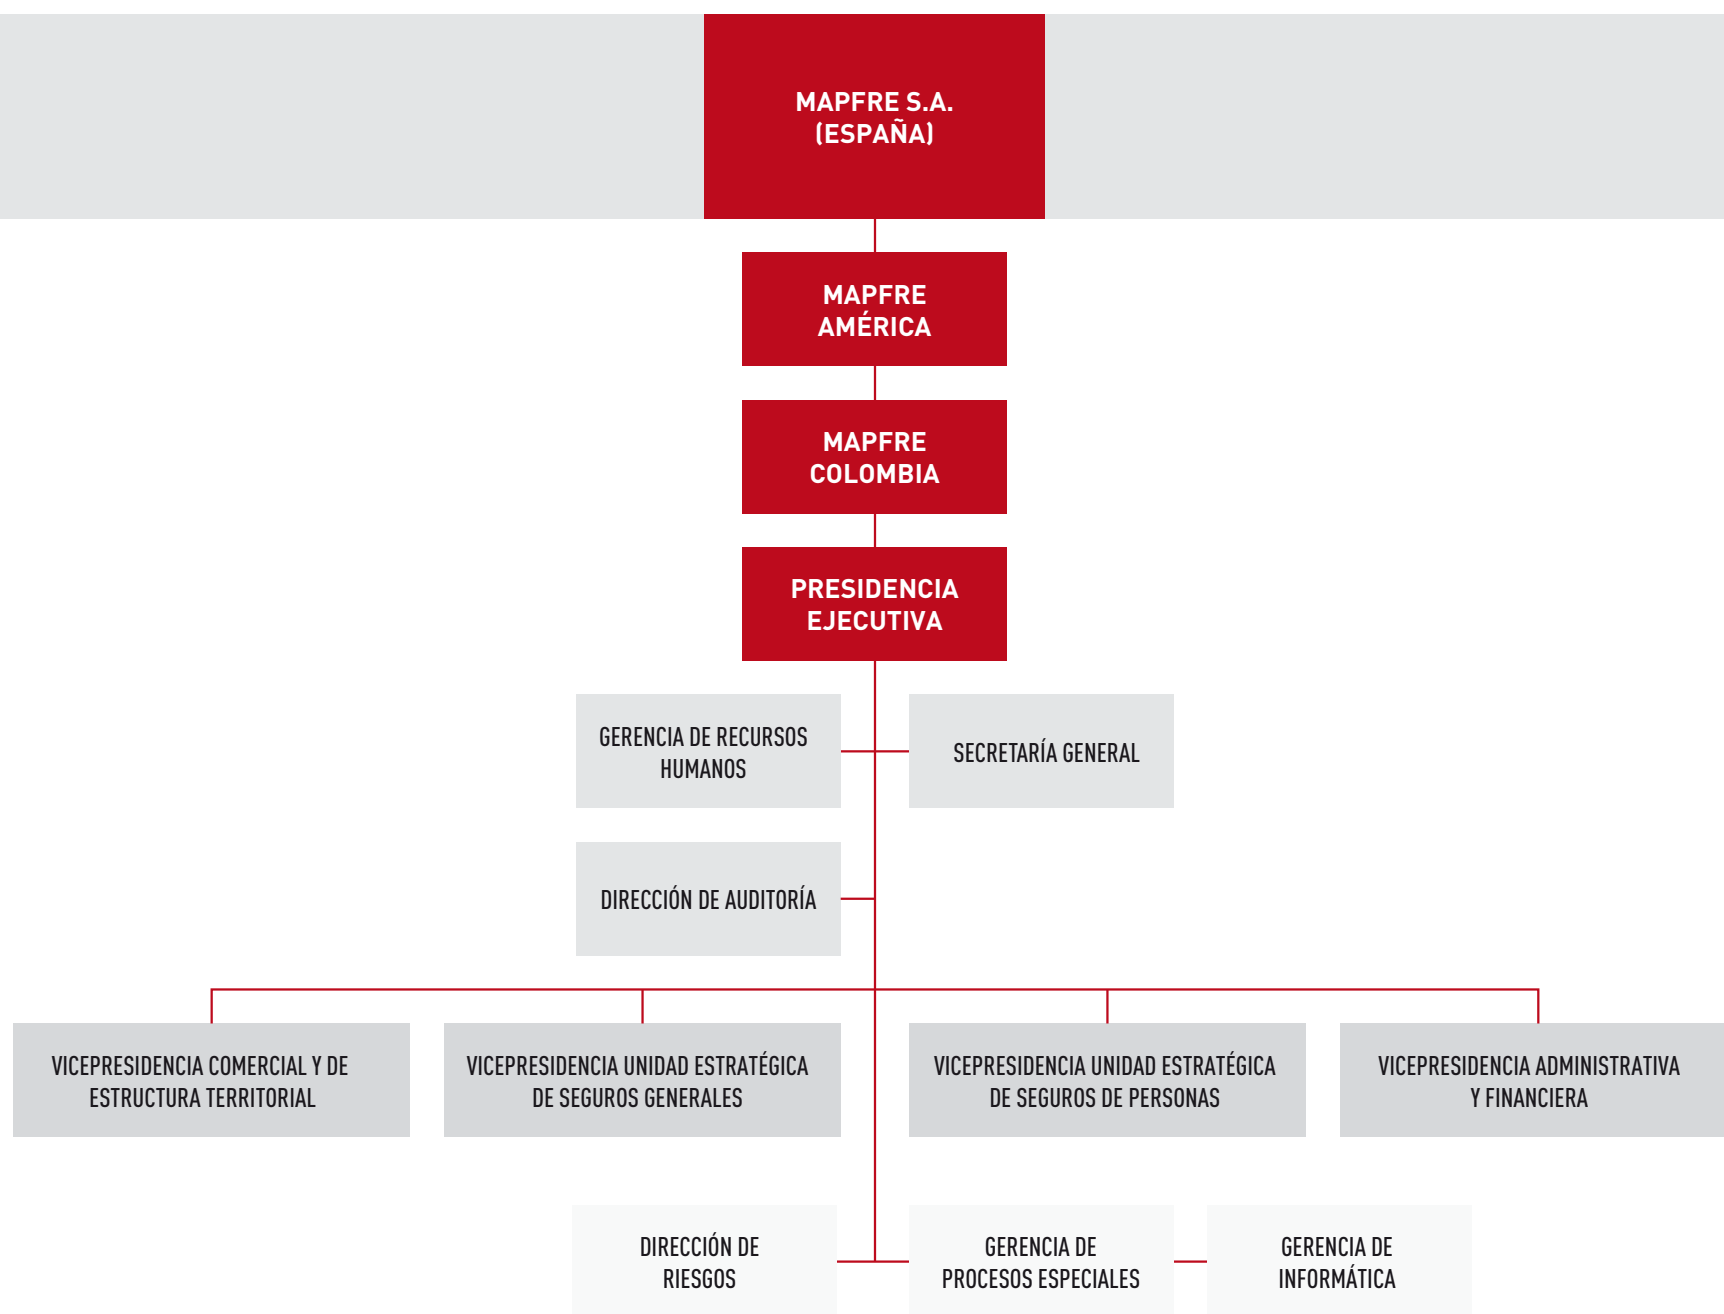 MAPFRE S.A.
(ESPAÑA)
MAPFRE
AMÉRICA
MAPFRE
COLOMBIA
PRESIDENCIA
EJECUTIVA
GERENCIA DE RECURSOS
HUMANOS
SECRETARÍA GENERAL
DIRECCIÓN DE AUDITORÍA
VICEPRESIDENCIA COMERCIAL Y DE
ESTRUCTURA TERRITORIAL
VICEPRESIDENCIA UNIDAD ESTRATÉGICA
DE SEGUROS GENERALES
VICEPRESIDENCIA UNIDAD ESTRATÉGICA
DE SEGUROS DE PERSONAS
VICEPRESIDENCIA ADMINISTRATIVA
Y FINANCIERA
DIRECCIÓN DE
RIESGOS
GERENCIA DE
PROCESOS ESPECIALES
GERENCIA DE
INFORMÁTICA